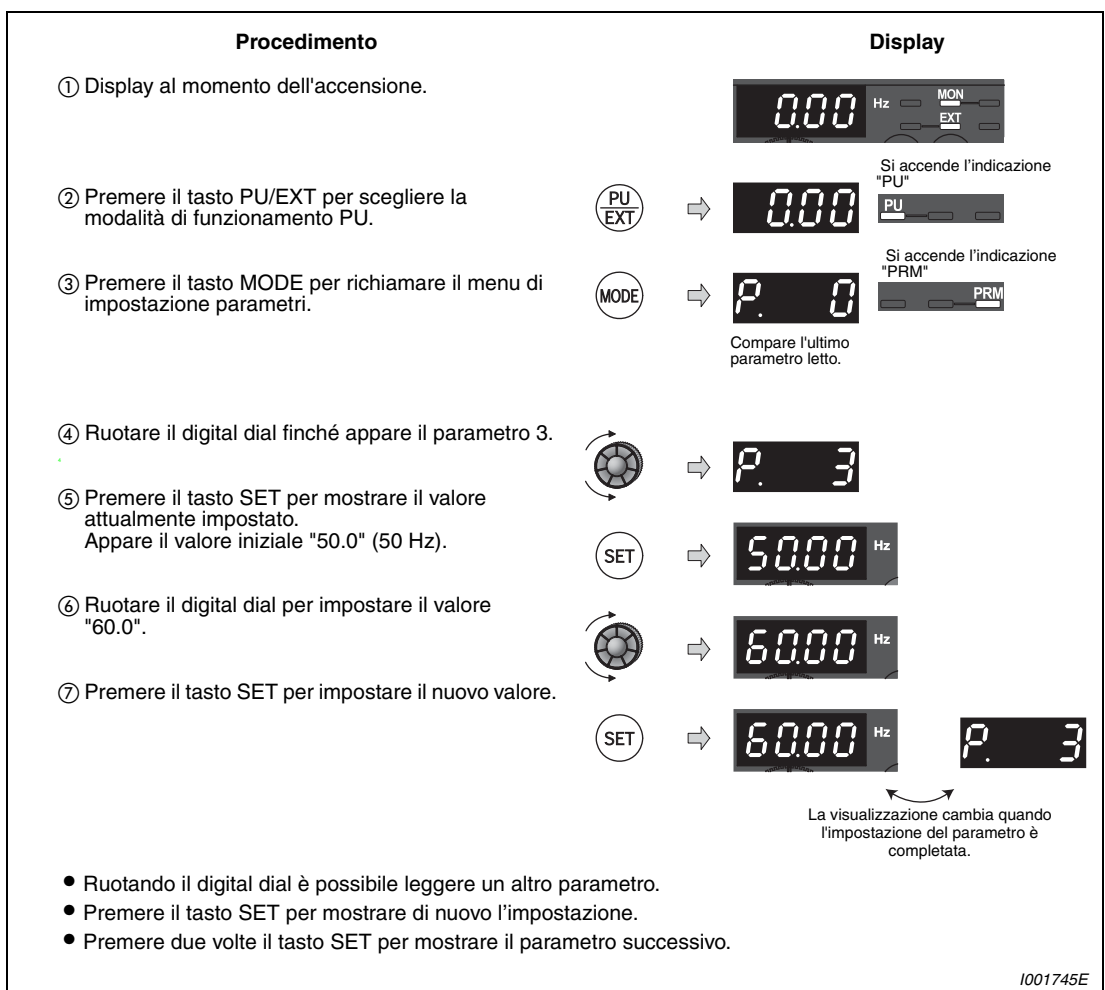 Procedimento
Display
① Display al momento dell'accensione.
0.00 Hz MON
EXT
② Premere il tasto PU/EXT per scegliere la
modalità di funzionamento PU.
PU
EXT
0.00
Si accende l'indicazione
"PU"
PU
③ Premere il tasto MODE per richiamare il menu di
impostazione parametri.
MODE
P. 0
Si accende l'indicazione
"PRM"
PRM
Compare l'ultimo
parametro letto.
④ Ruotare il digital dial finché appare il parametro 3.
P. 3
⑤ Premere il tasto SET per mostrare il valore
attualmente impostato.
Appare il valore iniziale "50.0" (50 Hz).
SET
50.00 Hz
⑥ Ruotare il digital dial per impostare il valore
"60.0".
60.00 Hz
⑦ Premere il tasto SET per impostare il nuovo valore.
SET
60.00 Hz
P. 3
La visualizzazione cambia quando
l'impostazione del parametro è
completata.
• Ruotando il digital dial è possibile leggere un altro parametro.
• Premere il tasto SET per mostrare di nuovo l'impostazione.
• Premere due volte il tasto SET per mostrare il parametro successivo.
I001745E